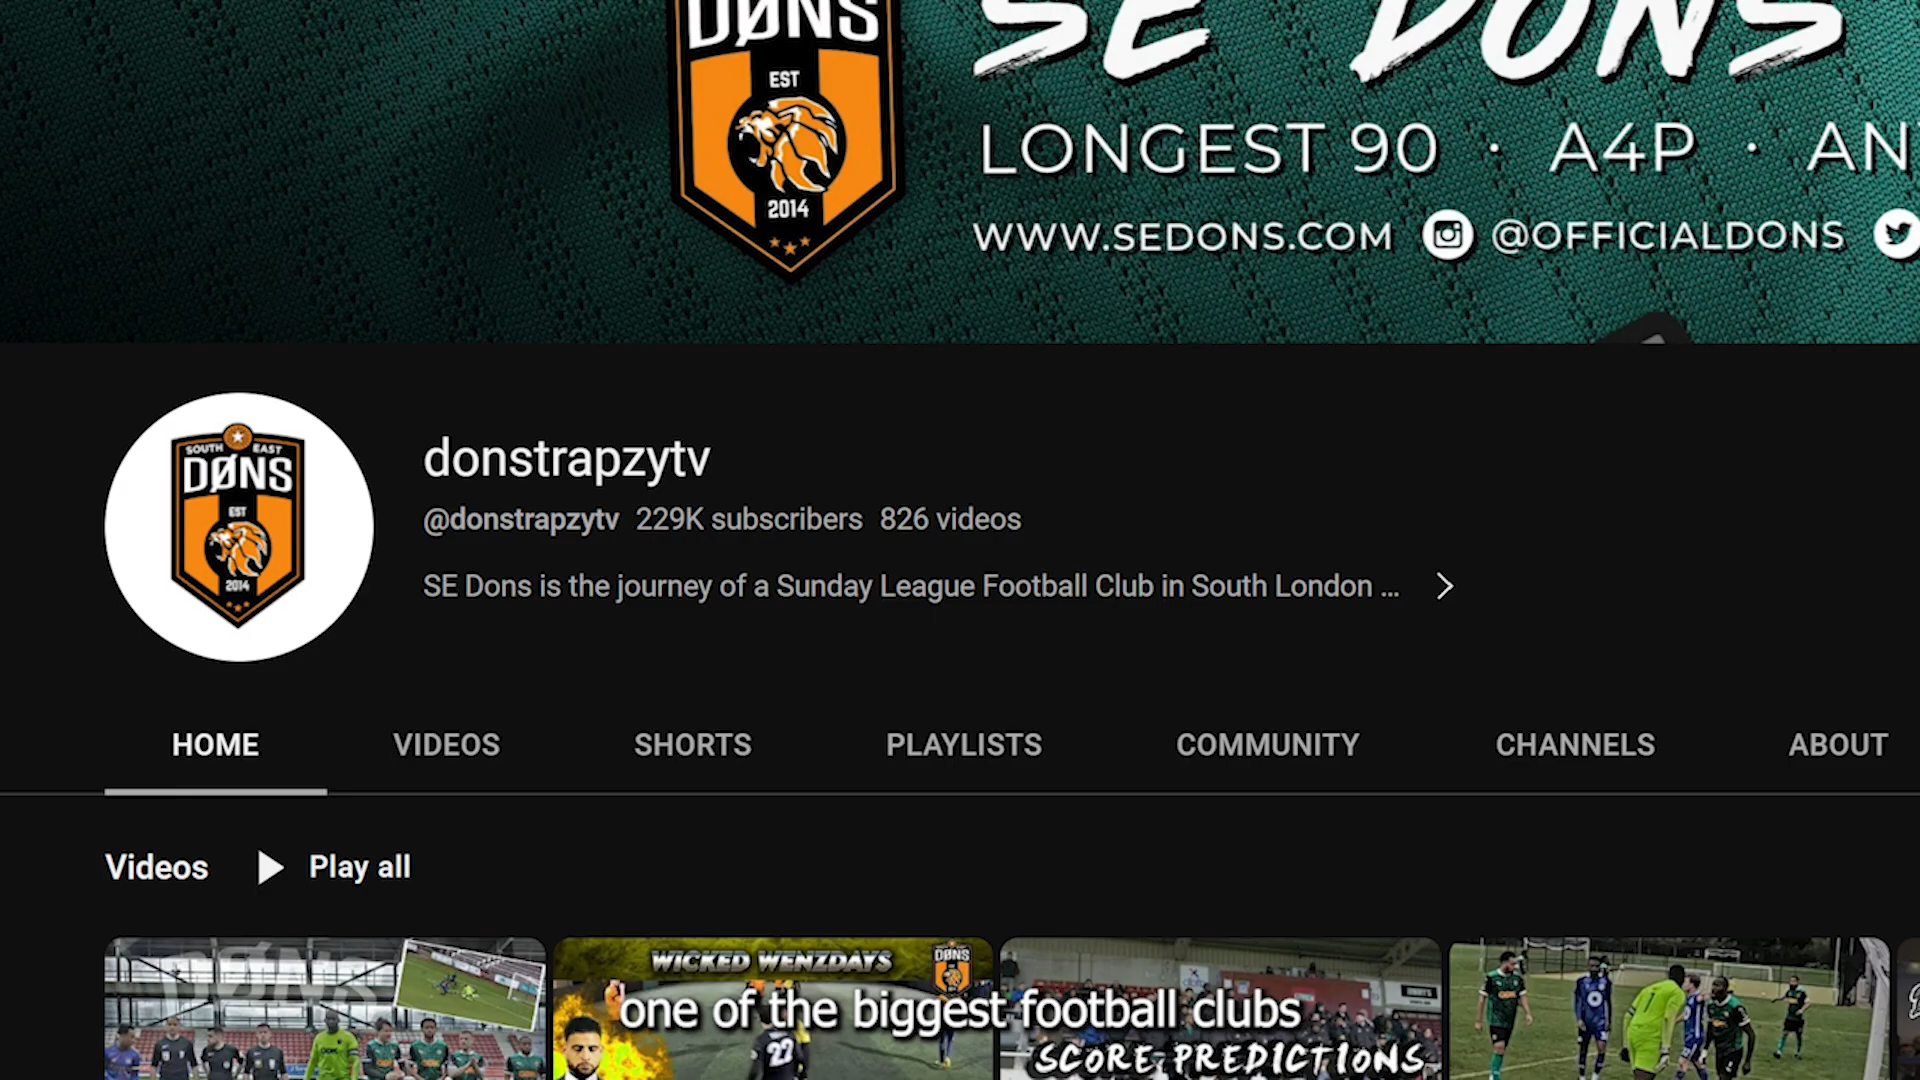 DØNS
EST
2014
SE DONS
LONGEST 90 · A4P · AN
WWW.SEDONS.COM @OFFICIALDONS
SOUTH EAST
DØNS
EST
2014
donstrapzytv
@donstrapzytv 229K subscribers 826 videos
SE Dons is the journey of a Sunday League Football Club in South London ...
HOME VIDEOS SHORTS PLAYLISTS COMMUNITY CHANNELS ABOUT
Videos Play all
DØNS
WICKED WENZDAYS
DØNS
one of the biggest football clubs
22
SCORE PREDICTIONS
1